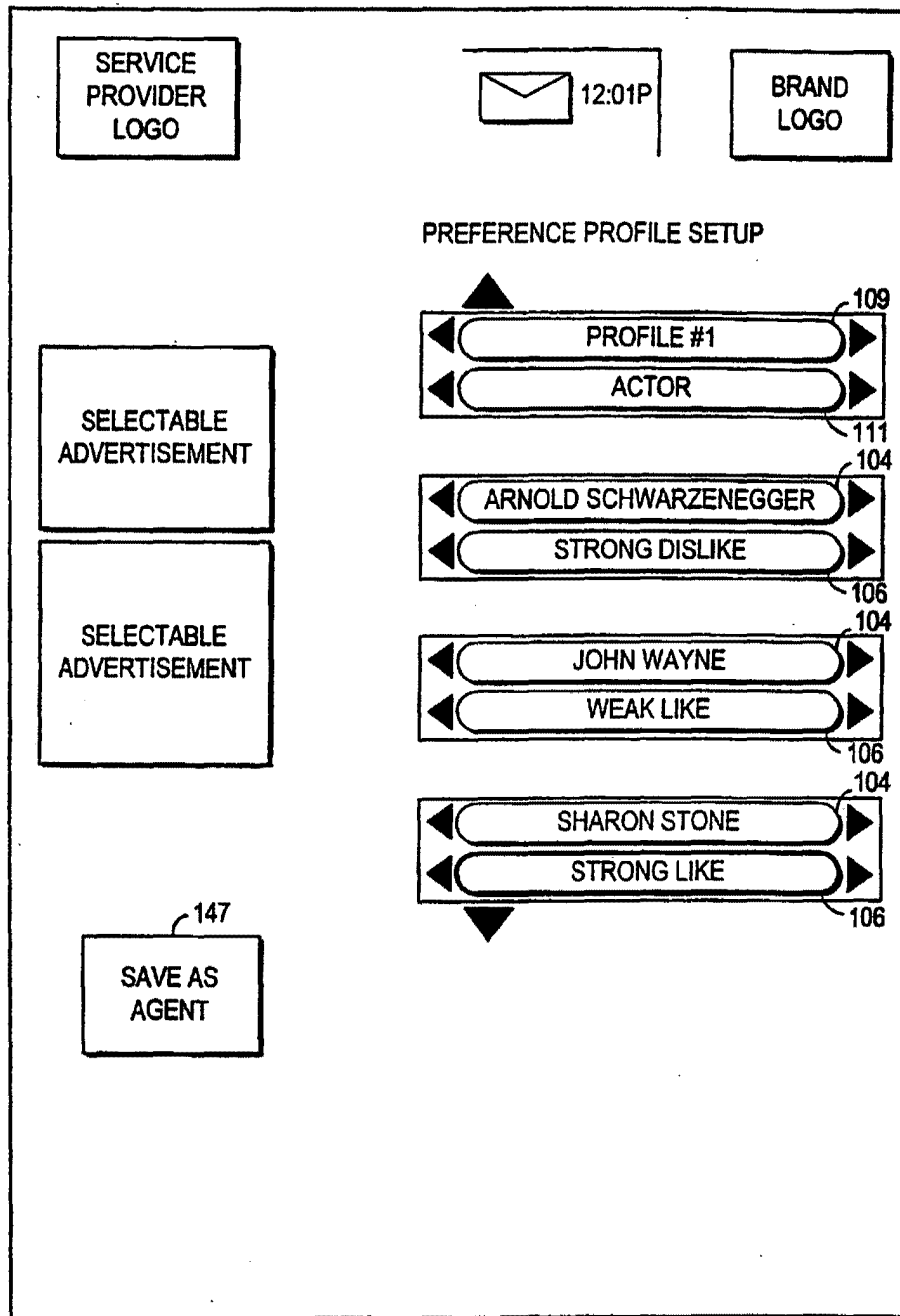 SERVICE
PROVIDER
LOGO
12:01P
BRAND
LOGO
PREFERENCE PROFILE SETUP
109
PROFILE #1
ACTOR
111
SELECTABLE
ADVERTISEMENT
104
ARNOLD SCHWARZENEGGER
STRONG DISLIKE
106
SELECTABLE
ADVERTISEMENT
104
JOHN WAYNE
WEAK LIKE
106
104
SHARON STONE
STRONG LIKE
106
147
SAVE AS
AGENT